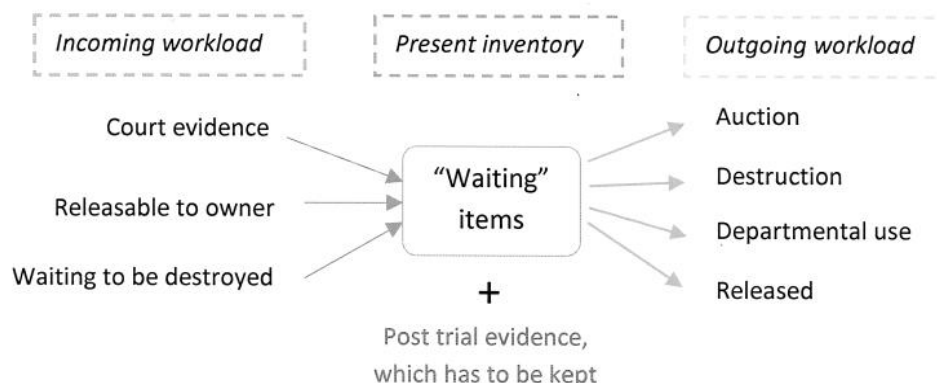 Incoming workload
Present inventory
Outgoing workload
Court evidence
Releasable to owner
Waiting to be destroyed
“Waiting”
items
+
Post trial evidence,
which has to be kept
Auction
Destruction
Departmental use
Released